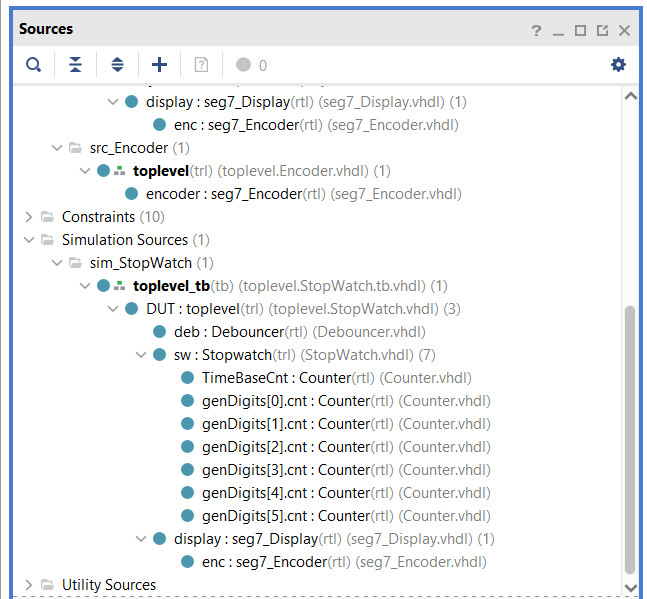 Sources
?
0
display : seg7_Display(rtl) (seg7_Display.vhdl) (1)
enc : seg7_Encoder(rtl) (seg7_Encoder.vhdl)
src_Encoder (1)
toplevel(trl) (toplevel.Encoder.vhdl) (1)
encoder : seg7_Encoder(rtl) (seg7_Encoder.vhdl)
Constraints (10)
Simulation Sources (1)
sim_StopWatch (1)
toplevel_tb(tb) (toplevel.StopWatch.tb.vhdl) (1)
DUT : toplevel(trl) (toplevel.StopWatch.vhdl) (3)
deb : Debouncer(rtl) (Debouncer.vhdl)
sw : Stopwatch(trl) (StopWatch.vhdl) (7)
TimeBaseCnt : Counter(rtl) (Counter.vhdl)
genDigits[0].cnt : Counter(rtl) (Counter.vhdl)
genDigits[1].cnt : Counter(rtl) (Counter.vhdl)
genDigits[2].cnt : Counter(rtl) (Counter.vhdl)
genDigits[3].cnt : Counter(rtl) (Counter.vhdl)
genDigits[4].cnt : Counter(rtl) (Counter.vhdl)
genDigits[5].cnt : Counter(rtl) (Counter.vhdl)
display : seg7_Display(rtl) (seg7_Display.vhdl) (1)
enc : seg7_Encoder(rtl) (seg7_Encoder.vhdl)
Utility Sources